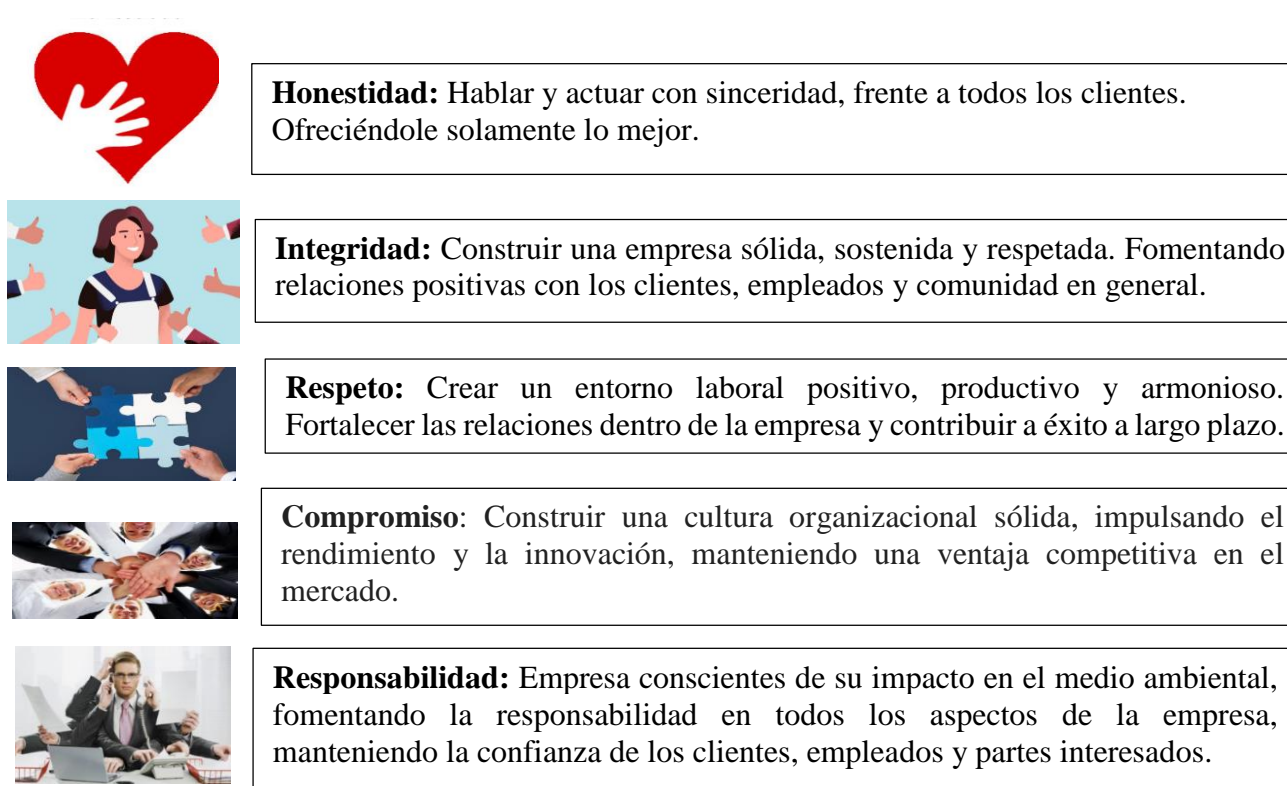 Honestidad: Hablar y actuar con sinceridad, frente a todos los clientes.
Ofreciéndole solamente lo mejor.
Integridad: Construir una empresa sólida, sostenida y respetada. Fomentando
relaciones positivas con los clientes, empleados y comunidad en general.
Respeto: Crear un entorno laboral positivo, productivo y armonioso.
Fortalecer las relaciones dentro de la empresa y contribuir a éxito a largo plazo.
Compromiso: Construir una cultura organizacional sólida, impulsando el
rendimiento y la innovación, manteniendo una ventaja competitiva en el
mercado.
Responsabilidad: Empresa conscientes de su impacto en el medio ambiental,
fomentando la responsabilidad en todos los aspectos de la empresa,
manteniendo la confianza de los clientes, empleados y partes interesados.